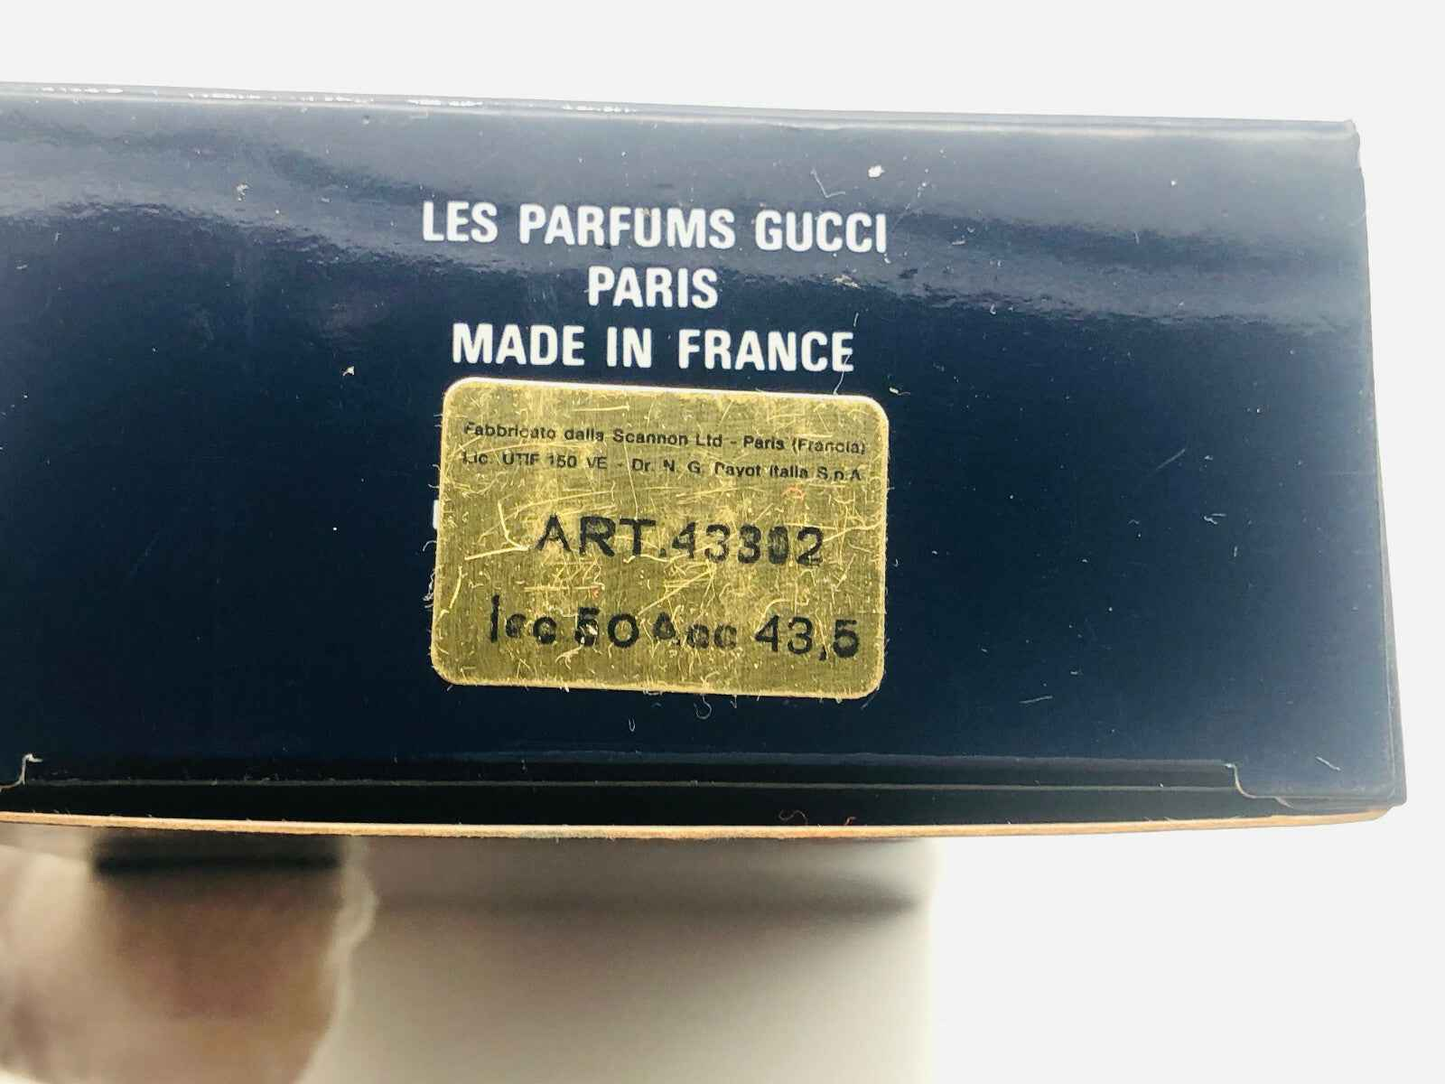 LES PARFUMS GUCCI
PARIS
MADE IN FRANCE
Fabbricato dalla Scannon Ltd - Paris (Francia)
Lic. UTIF 150 VE - Dr. N. G. Payot Italia S.p.A.
ART.43302
cc 50 Acc 43,5